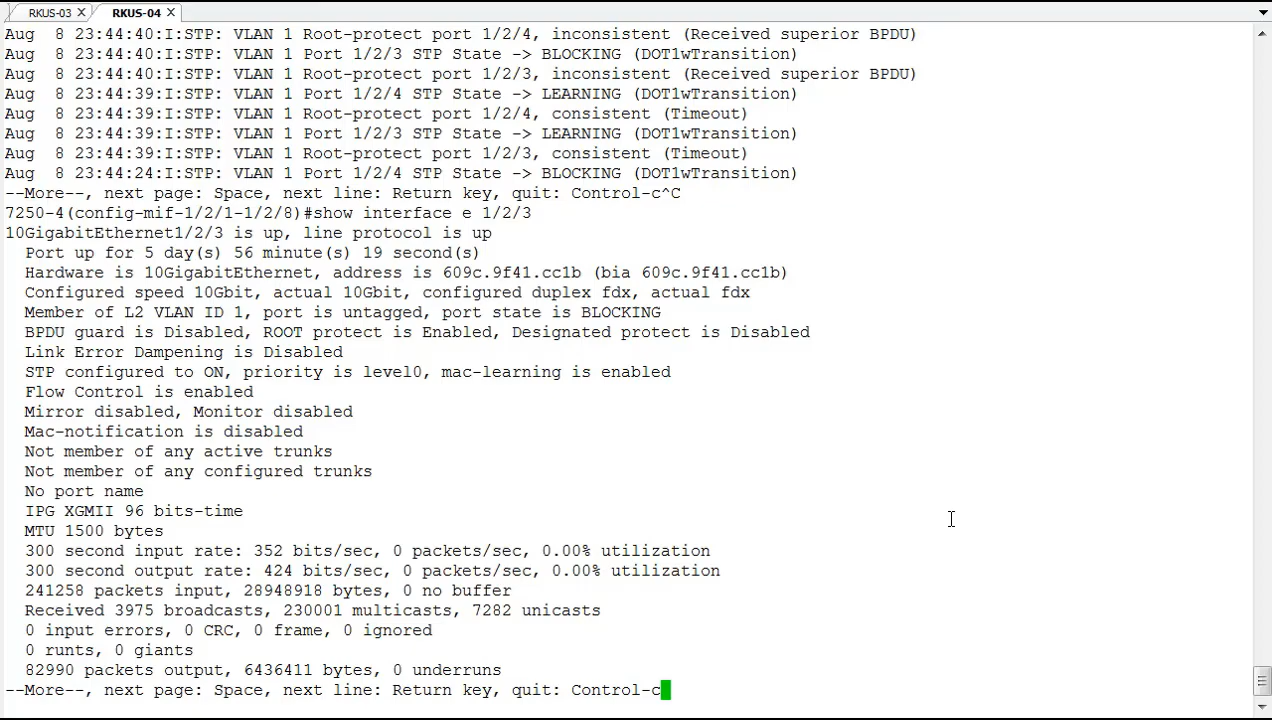 RKUS-03 X RKUS-04 X
Aug  8 23:44:40:I:STP: VLAN 1 Root-protect port 1/2/4, inconsistent (Received superior BPDU)
Aug  8 23:44:40:I:STP: VLAN 1 Port 1/2/3 STP State -> BLOCKING (DOT1wTransition)
Aug  8 23:44:40:I:STP: VLAN 1 Root-protect port 1/2/3, inconsistent (Received superior BPDU)
Aug  8 23:44:39:I:STP: VLAN 1 Port 1/2/4 STP State -> LEARNING (DOT1wTransition)
Aug  8 23:44:39:I:STP: VLAN 1 Root-protect port 1/2/4, consistent (Timeout)
Aug  8 23:44:39:I:STP: VLAN 1 Port 1/2/3 STP State -> LEARNING (DOT1wTransition)
Aug  8 23:44:39:I:STP: VLAN 1 Root-protect port 1/2/3, consistent (Timeout)
Aug  8 23:44:24:I:STP: VLAN 1 Port 1/2/4 STP State -> BLOCKING (DOT1wTransition)
--More--, next page: Space, next line: Return key, quit: Control-c^C
7250-4(config-mif-1/2/1-1/2/8)#show interface e 1/2/3
10GigabitEthernet1/2/3 is up, line protocol is up
  Port up for 5 day(s) 56 minute(s) 19 second(s)
  Hardware is 10GigabitEthernet, address is 609c.9f41.cc1b (bia 609c.9f41.cc1b)
  Configured speed 10Gbit, actual 10Gbit, configured duplex fdx, actual fdx
  Member of L2 VLAN ID 1, port is untagged, port state is BLOCKING
  BPDU guard is Disabled, ROOT protect is Enabled, Designated protect is Disabled
  Link Error Dampening is Disabled
  STP configured to ON, priority is level0, mac-learning is enabled
  Flow Control is enabled
  Mirror disabled, Monitor disabled
  Mac-notification is disabled
  Not member of any active trunks
  Not member of any configured trunks
  No port name
  IPG XGMII 96 bits-time
  MTU 1500 bytes
  300 second input rate: 352 bits/sec, 0 packets/sec, 0.00% utilization
  300 second output rate: 424 bits/sec, 0 packets/sec, 0.00% utilization
  241258 packets input, 28948918 bytes, 0 no buffer
  Received 3975 broadcasts, 230001 multicasts, 7282 unicasts
  0 input errors, 0 CRC, 0 frame, 0 ignored
  0 runts, 0 giants
  82990 packets output, 6436411 bytes, 0 underruns
--More--, next page: Space, next line: Return key, quit: Control-c